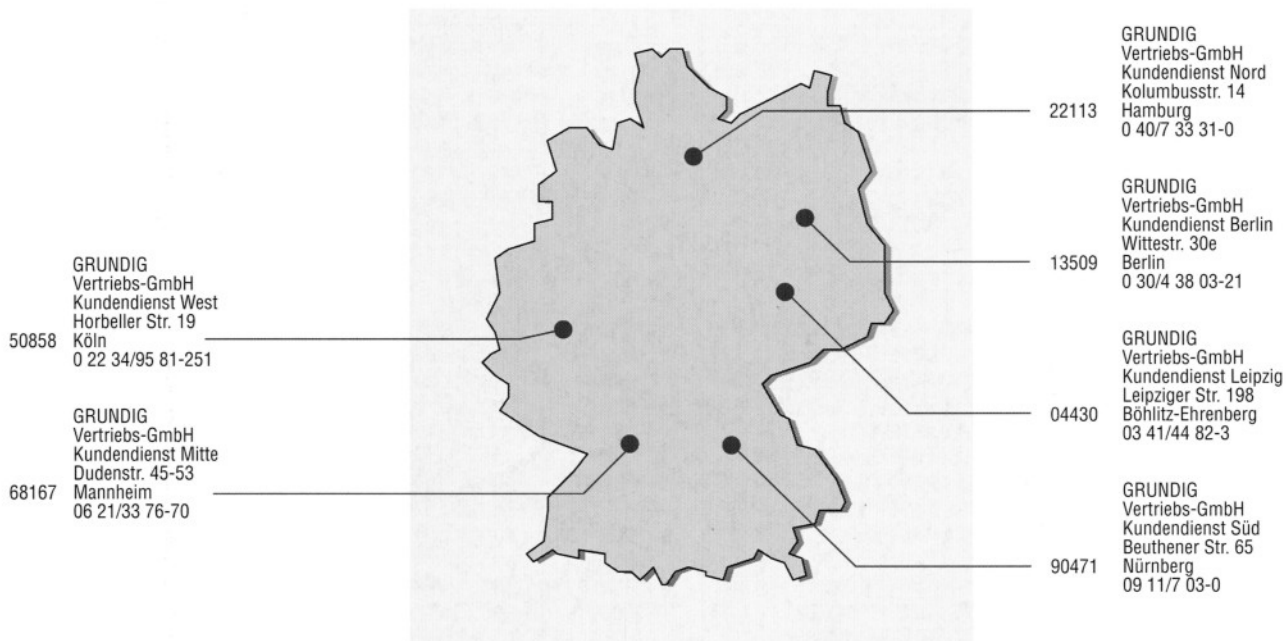 GRUNDIG
Vertriebs-GmbH
Kundendienst West
Horbeller Str. 19
50858 Köln
0 22 34/95 81-251
GRUNDIG
Vertriebs-GmbH
Kundendienst Mitte
Dudenstr. 45-53
68167 Mannheim
06 21/33 76-70
GRUNDIG
Vertriebs-GmbH
Kundendienst Nord
Kolumbusstr. 14
22113 Hamburg
0 40/7 33 31-0
GRUNDIG
Vertriebs-GmbH
Kundendienst Berlin
Wittestr. 30e
13509 Berlin
0 30/4 38 03-21
GRUNDIG
Vertriebs-GmbH
Kundendienst Leipzig
Leipziger Str. 198
04430 Böhlitz-Ehrenberg
03 41/44 82-3
GRUNDIG
Vertriebs-GmbH
Kundendienst Süd
Beuthener Str. 65
90471 Nürnberg
09 11/7 03-0